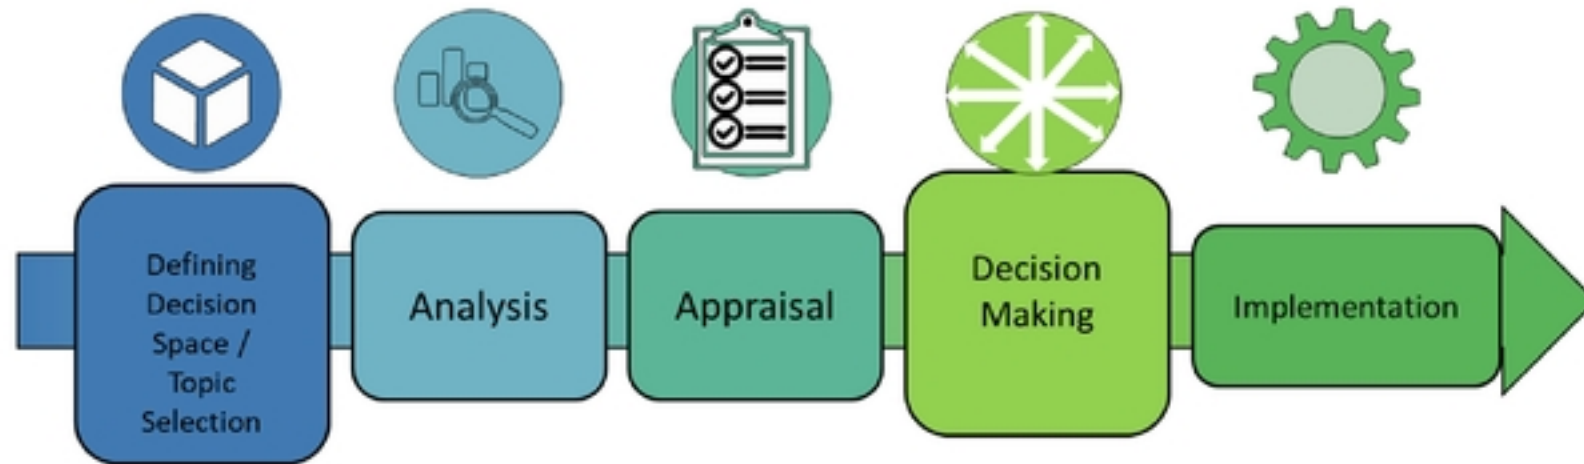 Defining
Decision
Space /
Topic
Selection
Analysis
Appraisal
Decision
Making
Implementation